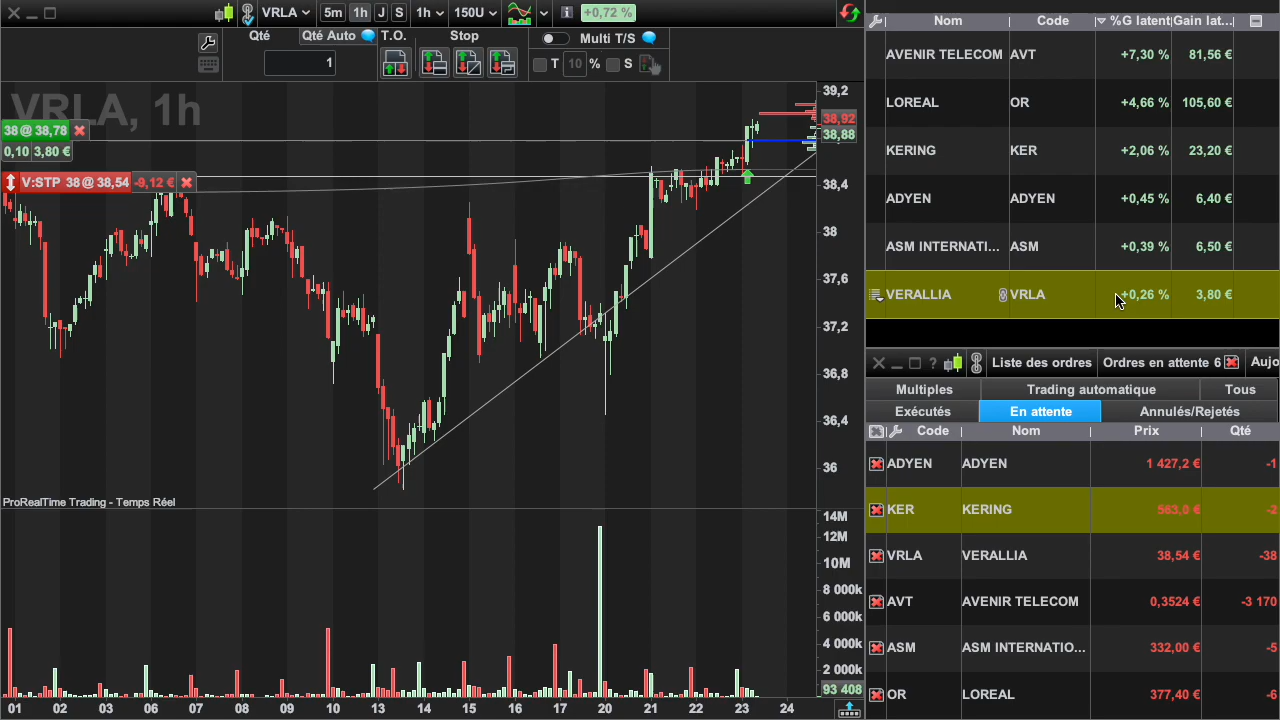 VRLA
5m
1h
J
S
1h
150U
+0,72 %
Qté
Qté Auto
T.O.
Stop
Multi T/S
1
T
10
%
S
VRLA, 1h
38@38,78
0,10 3,80 €
V:STP 38@38,54 -9,12 €
39,2
38,92
38,88
38,4
38
37,6
37,2
36,8
36,4
36
ProRealTime Trading - Temps Réel
14M
12M
10M
8 000k
6 000k
4 000k
2 000k
93 408
01 02 03 06 07 08 09 10 13 14 15 16 17 20 21 22 23 24
Nom Code %G latent Gain lat...
AVENIR TELECOM AVT +7,30 % 81,56 €
LOREAL OR +4,66 % 105,60 €
KERING KER +2,06 % 23,20 €
ADYEN ADYEN +0,45 % 6,40 €
ASM INTERNATI... ASM +0,39 % 6,50 €
VERALLIA VRLA +0,26 % 3,80 €
? Liste des ordres Ordres en attente 6 Aujo
Multiples Trading automatique Tous
Exécutés En attente Annulés/Rejetés
Code Nom Prix Qté
ADYEN ADYEN 1 427,2 € -1
KER KERING 563,0 € -2
VRLA VERALLIA 38,54 € -38
AVT AVENIR TELECOM 0,3524 € -3 170
ASM ASM INTERNATIO... 332,00 € -5
OR LOREAL 377,40 € -6